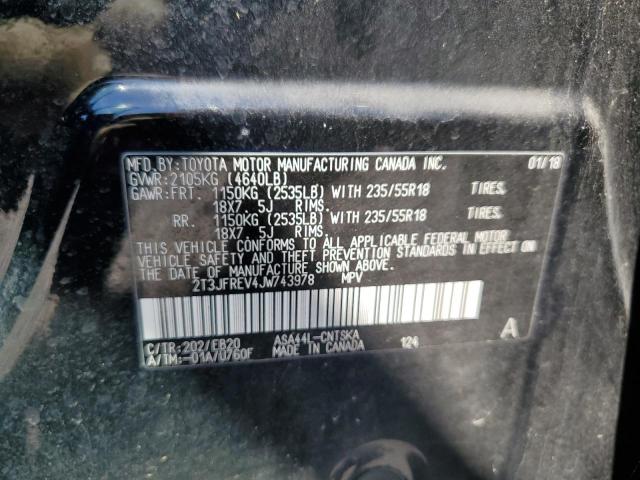 MFD.BY:TOYOTA MOTOR MANUFACTURING CANADA INC. 01/18
GVWR:2105KG (4640LB)
GAWR:FRT. 1150KG (2535LB) WITH 235/55R18 TIRES,
18X7.5J RIMS.
RR. 1150KG (2535LB) WITH 235/55R18 TIRES,
18X7.5J RIMS.
THIS VEHICLE CONFORMS TO ALL APPLICABLE FEDERAL MOTOR
VEHICLE SAFETY AND THEFT PREVENTION STANDARDS IN EFFECT
ON THE DATE OF MANUFACTURE SHOWN ABOVE.
2T3JFREV4JW743978 MPV
C/TR:202/EB20 ASA44L-CNTSKA 124 A
A/TM:-01A/0760F MADE IN CANADA